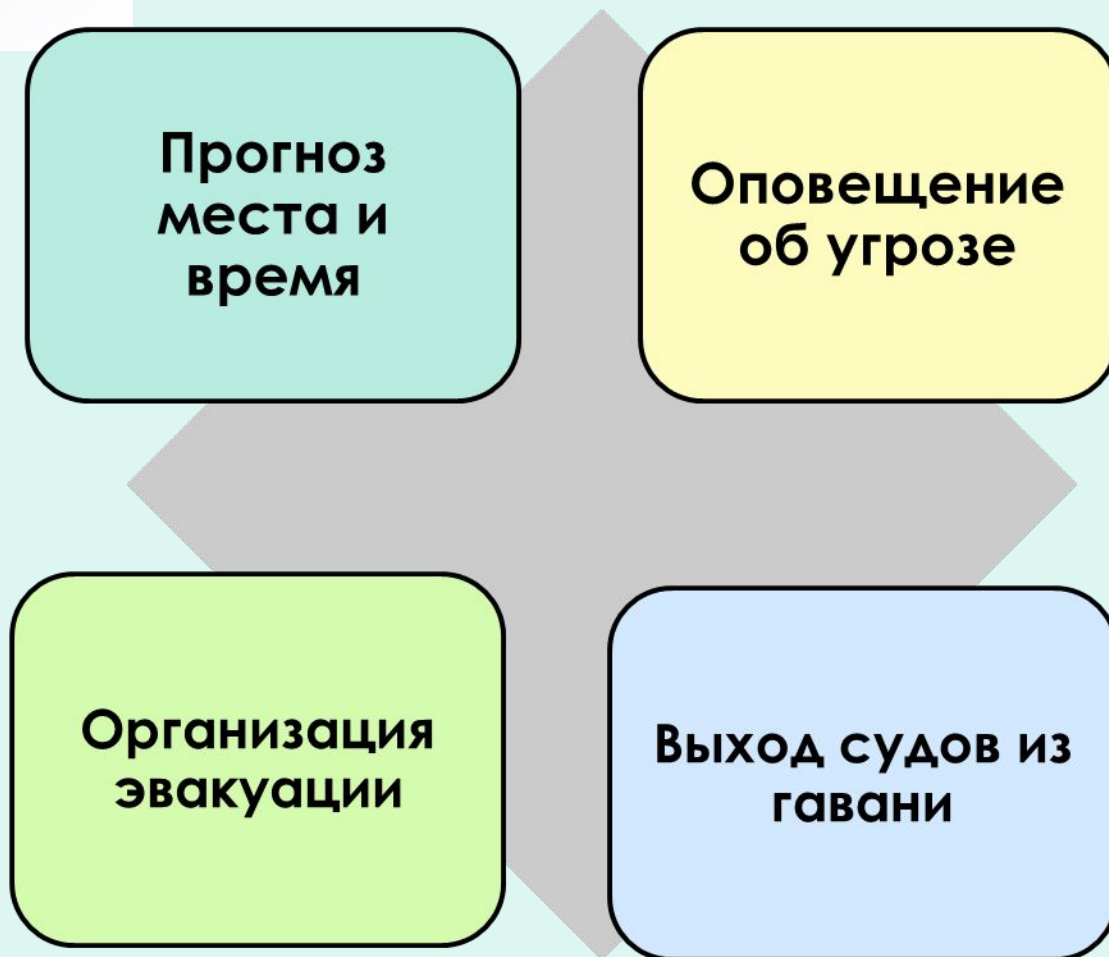 Прогноз
места и
время
Оповещение
об угрозе
Организация
эвакуации
Выход судов из
гавани